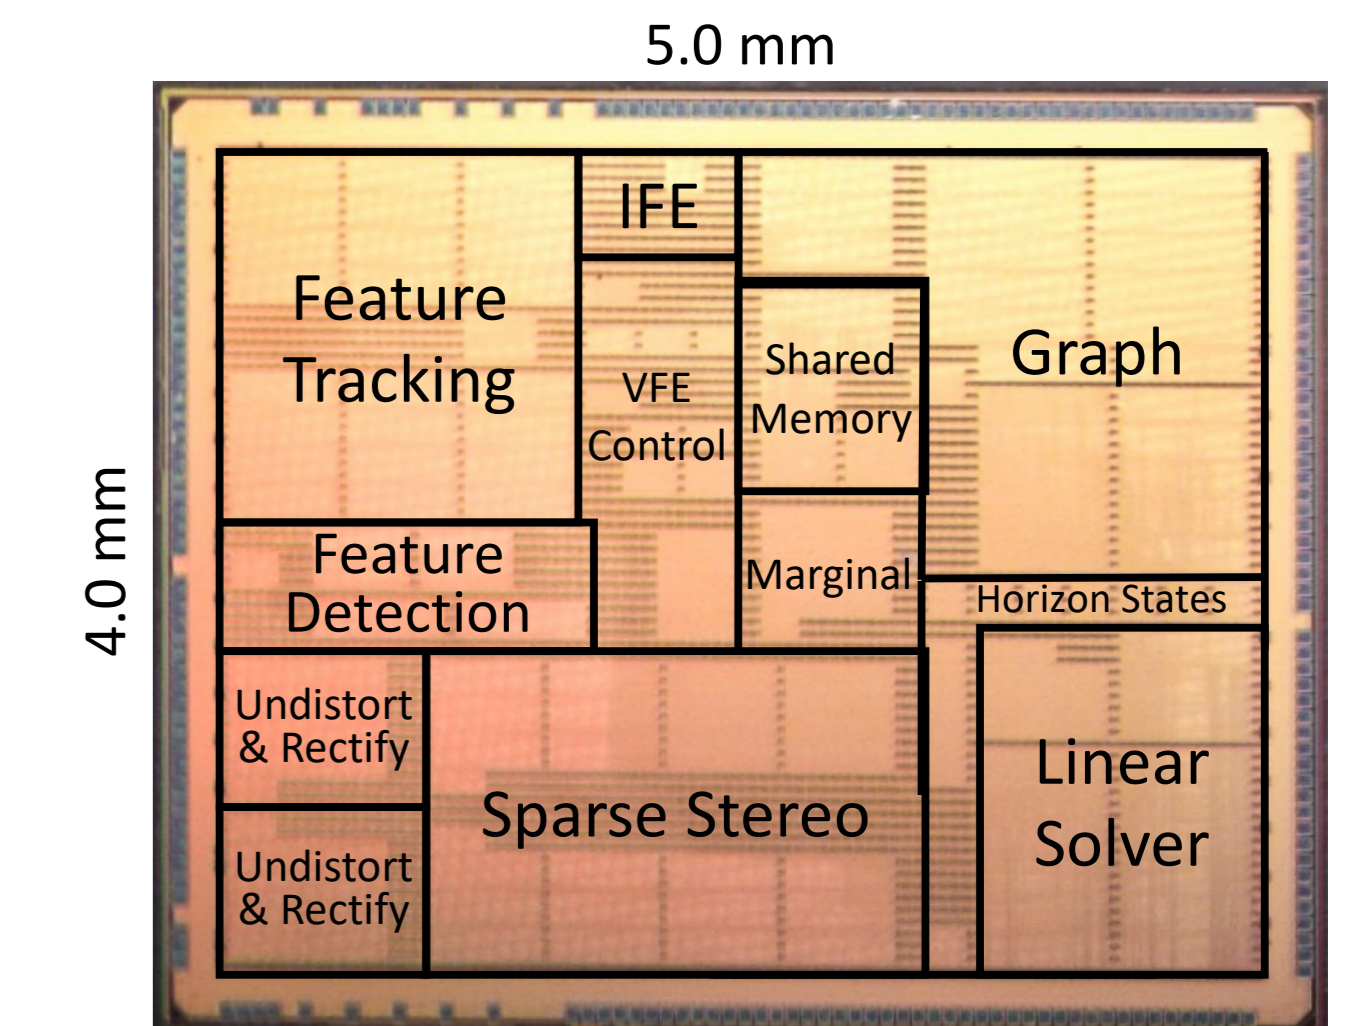 5.0 mm
4.0 mm
IFE
Feature
Tracking
VFE
Control
Shared
Memory
Graph
Feature
Detection
Marginal
Horizon States
Undistort
& Rectify
Sparse Stereo
Linear
Solver
Undistort
& Rectify